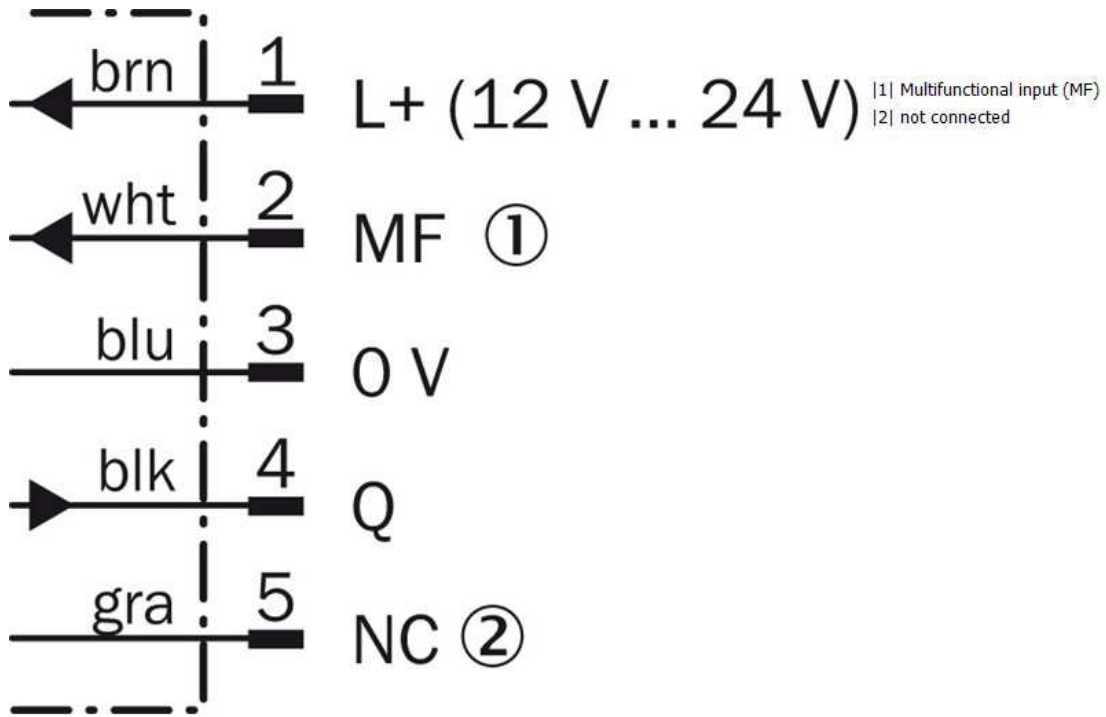 brn 1 L+ (12 V ... 24 V)
|1| Multifunctional input (MF)
|2| not connected
wht 2 MF ①
blu 3 0 V
blk 4 Q
gra 5 NC ②